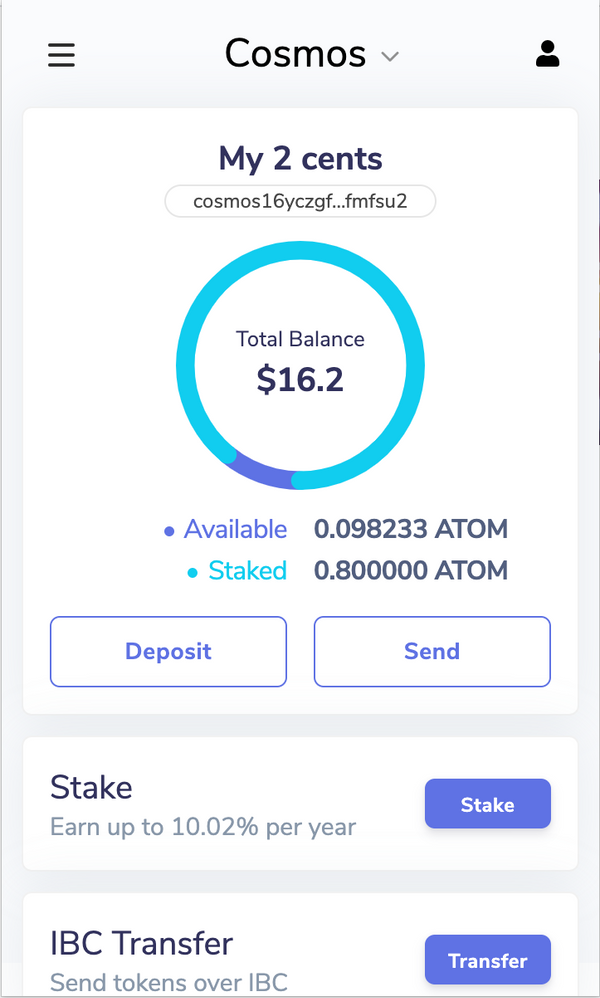 Cosmos
My 2 cents
cosmos16yczgf...fmfsu2
Total Balance
$16.2
Available 0.098233 ATOM
Staked 0.800000 ATOM
Deposit Send
Stake
Earn up to 10.02% per year
Stake
IBC Transfer
Send tokens over IBC
Transfer